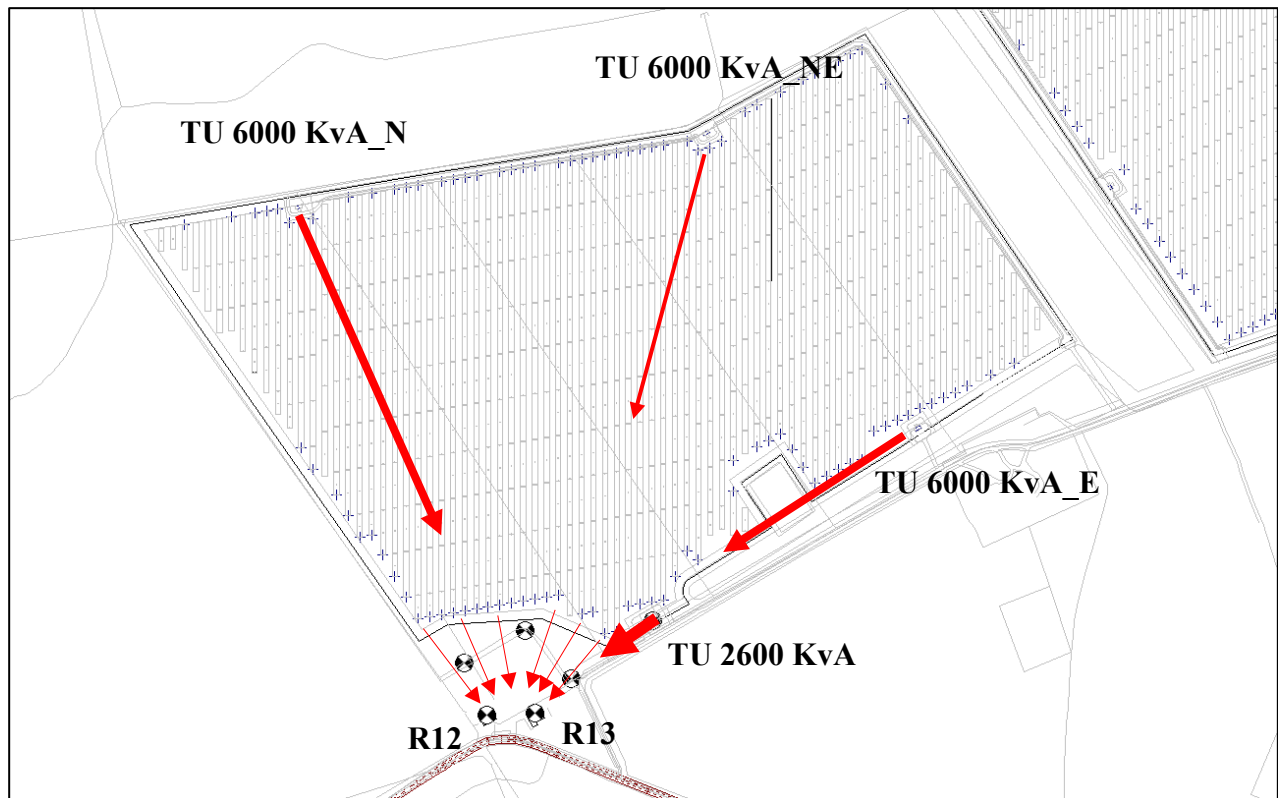 TU 6000 KvA_NE
TU 6000 KvA_N
TU 6000 KvA_E
TU 2600 KvA
R12
R13